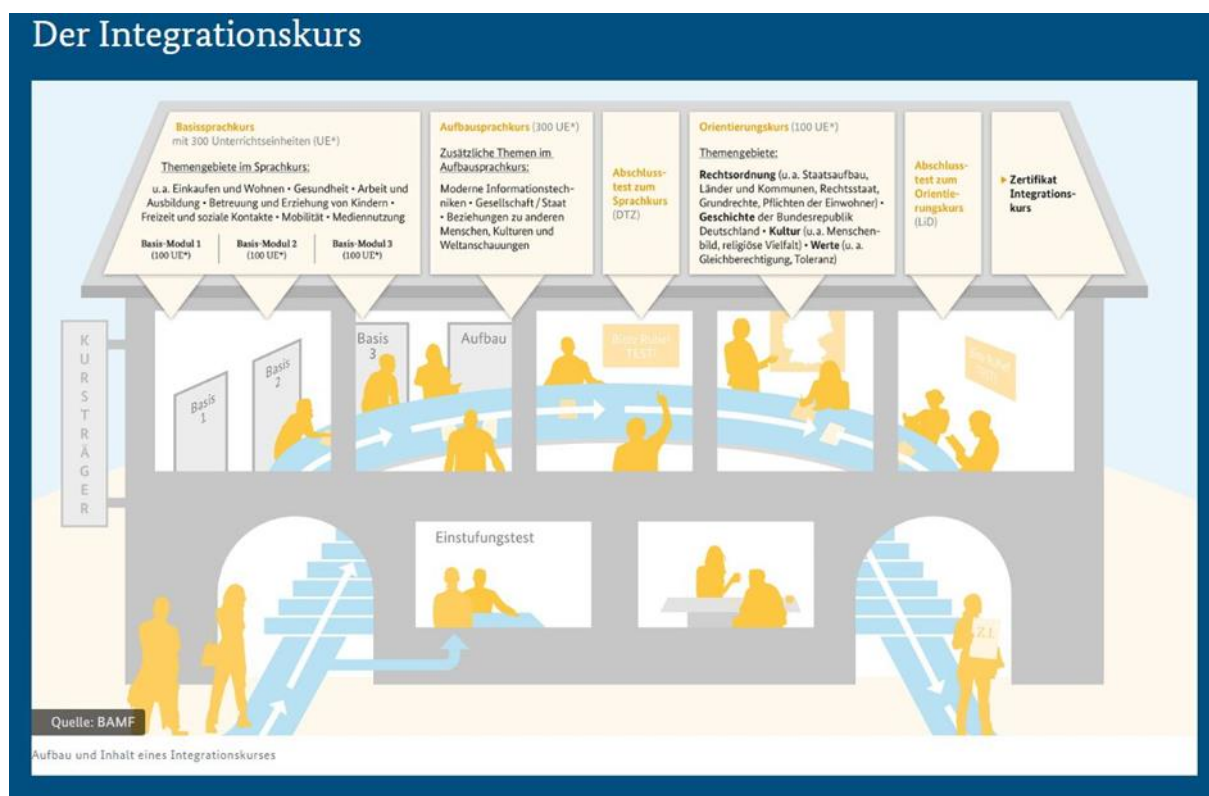 Der Integrationskurs
Basissprachkurs
mit 300 Unterrichtseinheiten (UE*)
Themengebiete im Sprachkurs:
u. a. Einkaufen und Wohnen • Gesundheit • Arbeit und
Ausbildung • Betreuung und Erziehung von Kindern •
Freizeit und soziale Kontakte • Mobilität • Mediennutzung
Basis-Modul 1
(100 UE*)
Basis-Modul 2
(100 UE*)
Basis-Modul 3
(100 UE*)
Aufbausprachkurs (300 UE*)
Zusätzliche Themen im
Aufbausprachkurs:
Moderne Informationstech-
niken • Gesellschaft / Staat
• Beziehungen zu anderen
Menschen, Kulturen und
Weltanschauungen
Abschluss-
test zum
Sprachkurs
(DTZ)
Orientierungskurs (100 UE*)
Themengebiete:
Rechtsordnung (u. a. Staatsaufbau,
Länder und Kommunen, Rechtsstaat,
Grundrechte, Pflichten der Einwohner) •
Geschichte der Bundesrepublik
Deutschland • Kultur (u. a. Menschen-
bild, religiöse Vielfalt) • Werte (u. a.
Gleichberechtigung, Toleranz)
Abschluss-
test zum
Orientie-
rungskurs
(LiD)
Zertifikat
Integrations-
kurs
KURSTRÄGER
Basis
1
Basis
2
Basis
3
Aufbau
Bitte Ruhe!
TEST!
Einstufungstest
Z.I.
Quelle: BAMF
Aufbau und Inhalt eines Integrationskurses